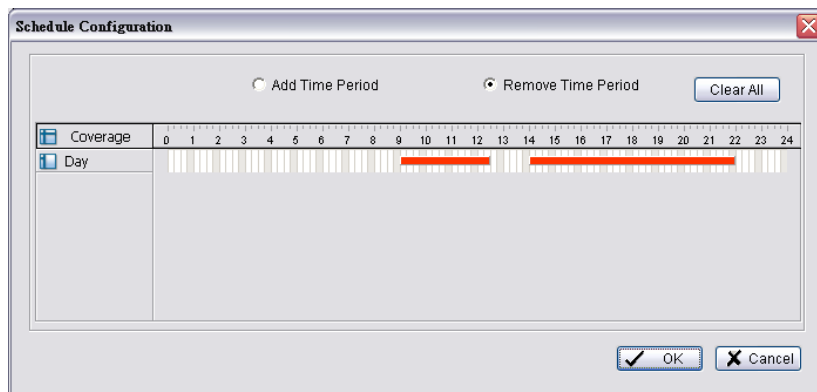 Schedule Configuration
Add Time Period
Remove Time Period
Clear All
Coverage
0 1 2 3 4 5 6 7 8 9 10 11 12 13 14 15 16 17 18 19 20 21 22 23 24
Day
OK
Cancel